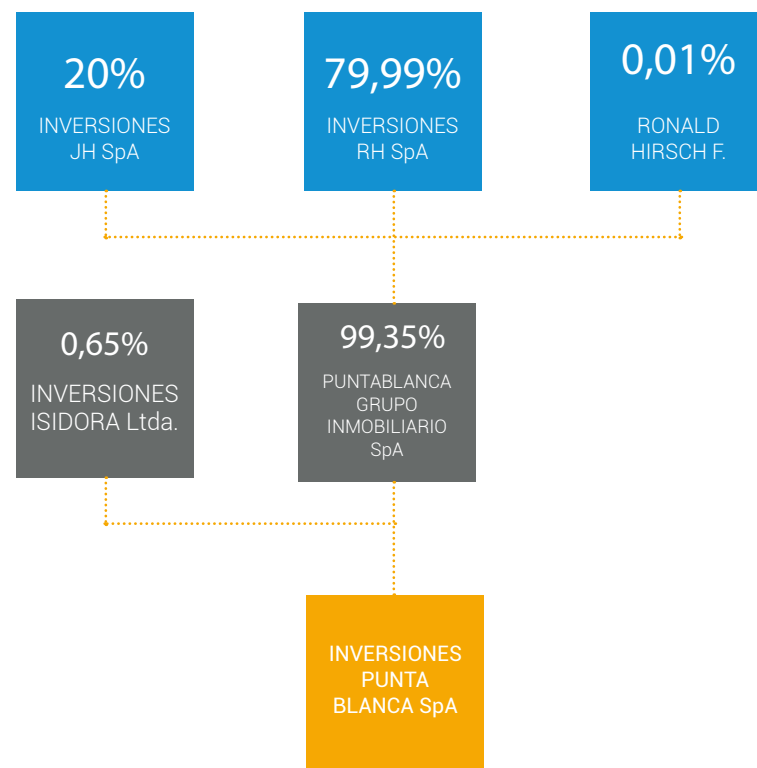 20%
INVERSIONES
JH SpA
79,99%
INVERSIONES
RH SpA
0,01%
RONALD
HIRSCH F.
0,65%
INVERSIONES
ISIDORA Ltda.
99,35%
PUNTABLANCA
GRUPO
INMOBILIARIO
SpA
INVERSIONES
PUNTA
BLANCA SpA